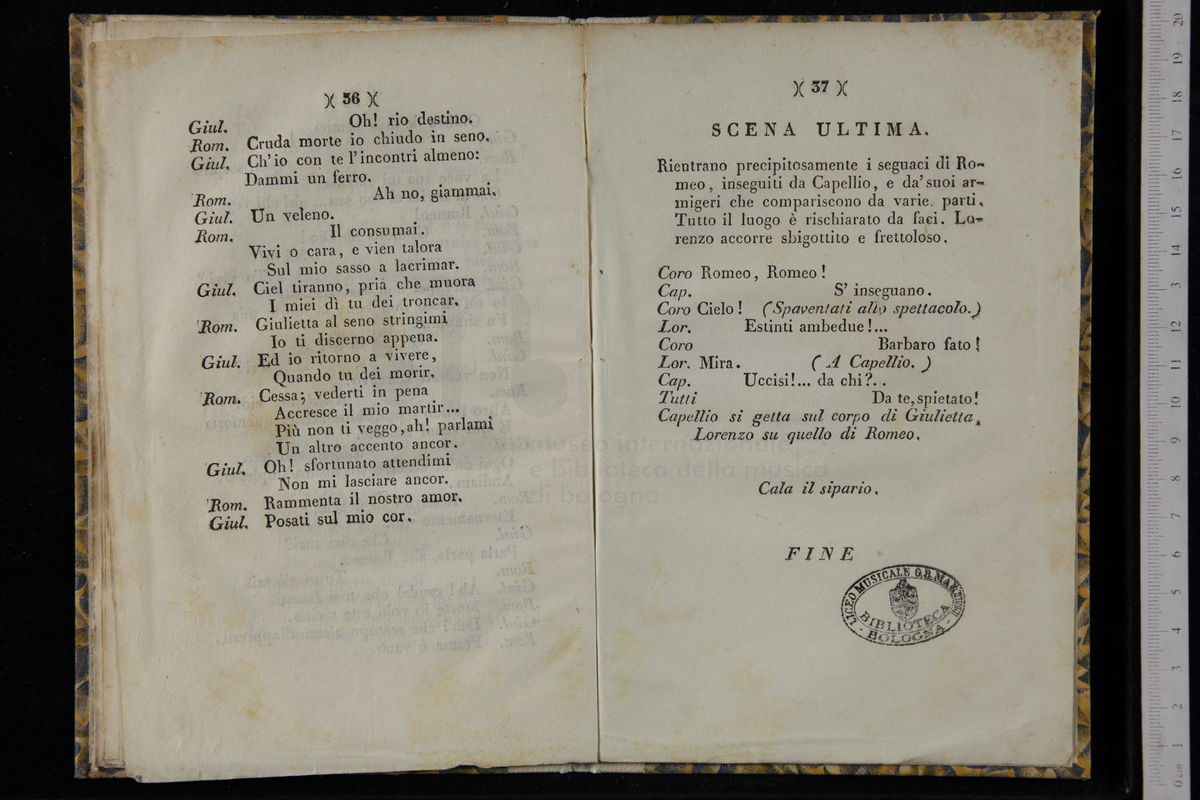 )( 36 )(
Giul. Oh! rio destino.
Rom. Cruda morte io chiudo in seno.
Giul. Ch'io con te l'incontri almeno:
Dammi un ferro.
Rom. Ah no, giammai.
Giul. Un veleno.
Rom. Il consumai.
Vivi o cara, e vien talora
Sul mio sasso a lacrimar.
Giul. Ciel tiranno, pria che muora
I miei dì tu dei troncar.
Rom. Giulietta al seno stringimi
Io ti discerno appena.
Giul. Ed io ritorno a vivere,
Quando tu dei morir.
Rom. Cessa; vederti in pena
Accresce il mio martir...
Più non ti veggo, ah! parlami
Un altro accento ancor.
Giul. Oh! sfortunato attendimi
Non mi lasciare ancor.
Rom. Rammenta il nostro amor.
Giul. Posati sul mio cor.
)( 37 )(
SCENA ULTIMA.
Rientrano precipitosamente i seguaci di Ro-
meo, inseguiti da Capellio, e da' suoi ar-
migeri che compariscono da varie parti.
Tutto il luogo è rischiarato da faci. Lo-
renzo accorre sbigottito e frettoloso.
Coro Romeo, Romeo!
Cap. S' inseguano.
Coro Cielo! (Spaventati allo spettacolo.)
Lor. Estinti ambedue!...
Coro Barbaro fato!
Lor. Mira. (A Capellio.)
Cap. Uccisi!... da chi?..
Tutti Da te, spietato!
Capellio si getta sul corpo di Giulietta,
Lorenzo su quello di Romeo.
Cala il sipario.
FINE
LICEO MUSICALE G.B. MARTINI
BIBLIOTECA
BOLOGNA
museo internazionale
e biblioteca della musica
di bologna